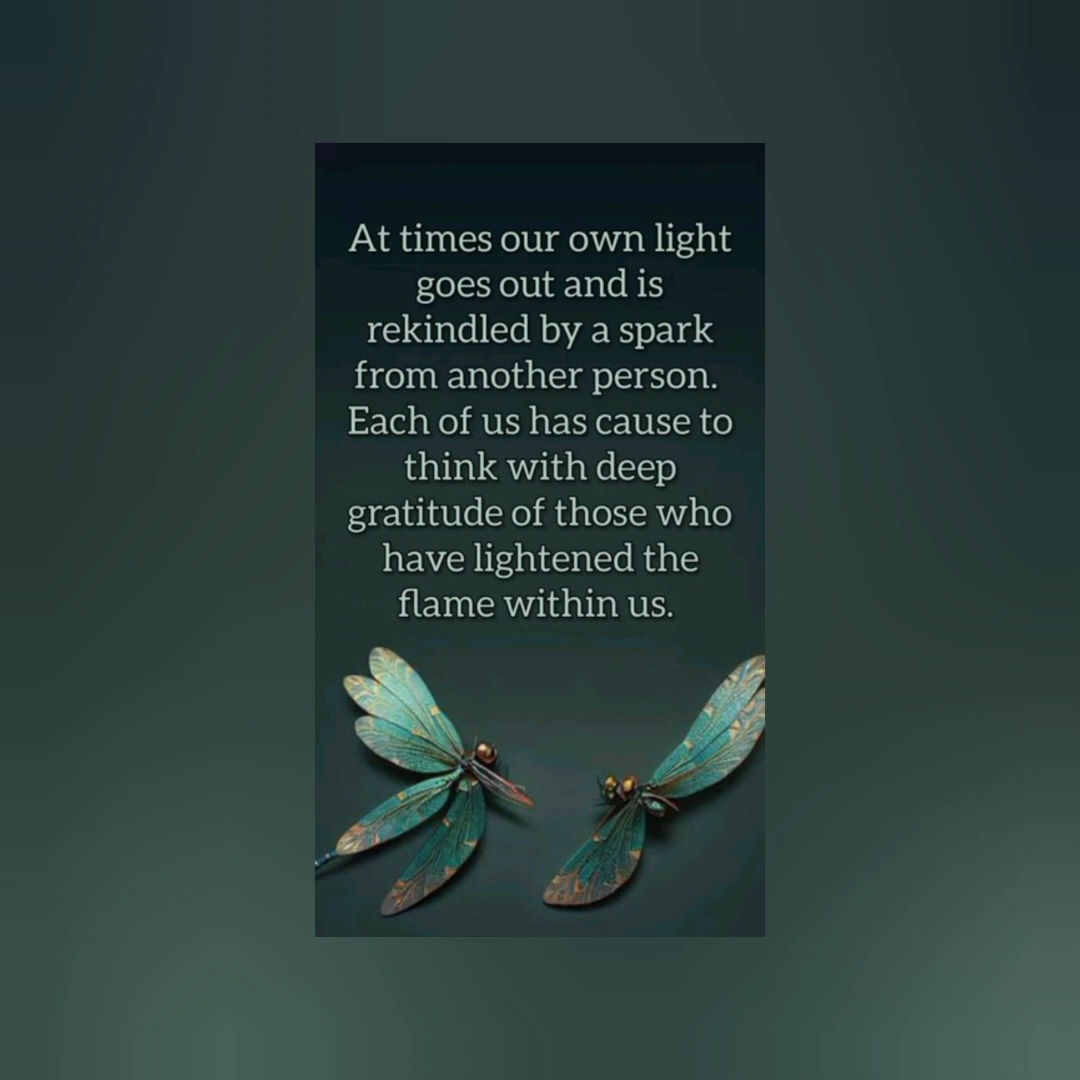 At times our own light
goes out and is
rekindled by a spark
from another person.
Each of us has cause to
think with deep
gratitude of those who
have lightened the
flame within us.